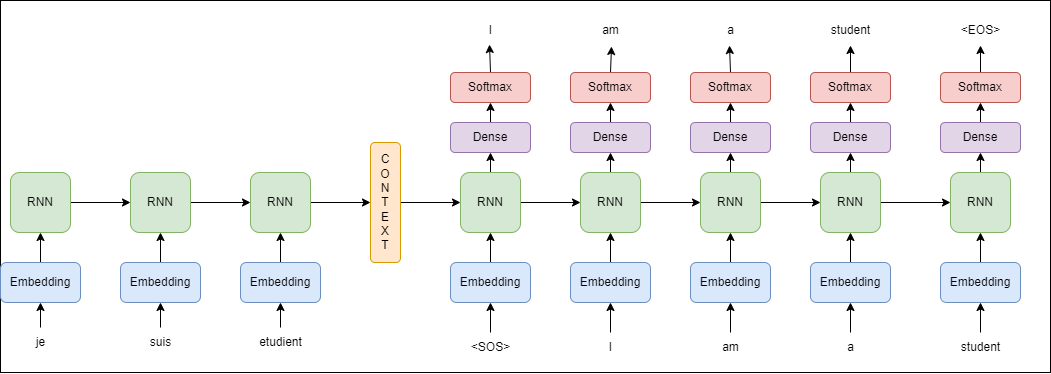 I am a student <EOS>
Softmax Softmax Softmax Softmax Softmax
Dense Dense Dense Dense Dense
CONTEXT
RNN RNN RNN RNN RNN RNN RNN RNN
Embedding Embedding Embedding Embedding Embedding Embedding Embedding Embedding
je suis etudient <SOS> I am a student